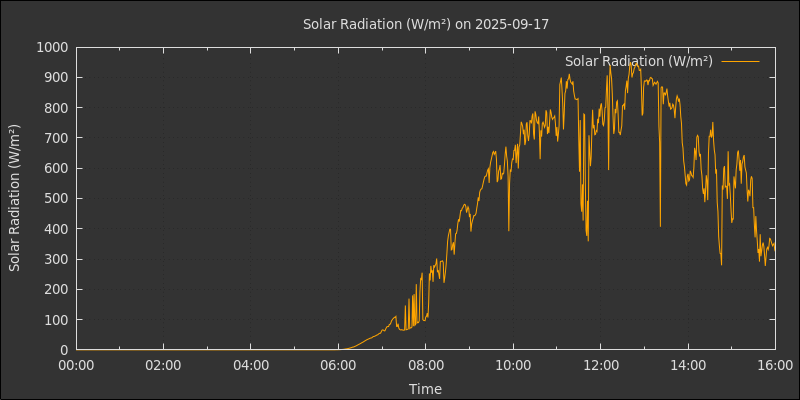 Solar Radiation (W/m²) on 2025-09-17
Solar Radiation (W/m²)
Solar Radiation (W/m²)
1000
900
800
700
600
500
400
300
200
100
0
00:00 02:00 04:00 06:00 08:00 10:00 12:00 14:00 16:00
Time